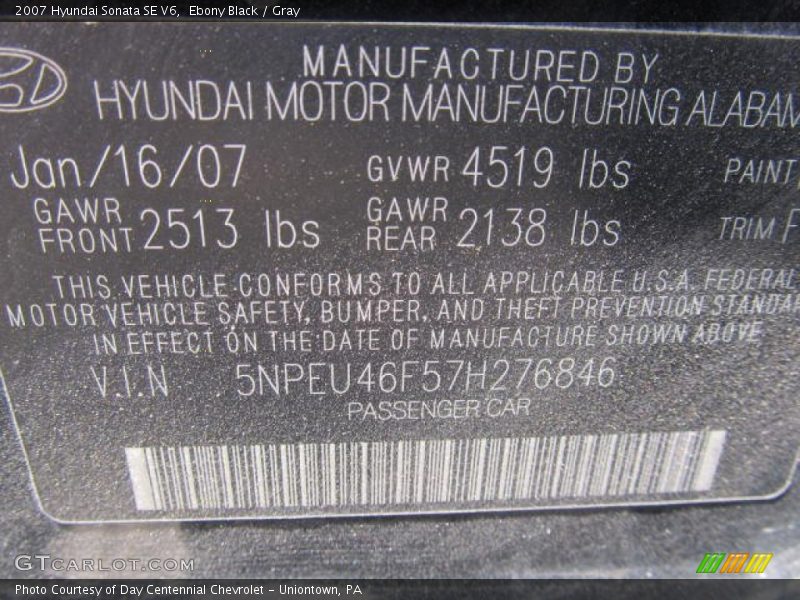 2007 Hyundai Sonata SE V6, Ebony Black / Gray
MANUFACTURED BY
HYUNDAI MOTOR MANUFACTURING ALABAM
Jan/16/07 GVWR 4519 lbs PAINT
GAWR FRONT 2513 lbs GAWR REAR 2138 lbs TRIM F
THIS VEHICLE CONFORMS TO ALL APPLICABLE U.S.A. FEDERAL
MOTOR VEHICLE SAFETY, BUMPER, AND THEFT PREVENTION STANDAR
IN EFFECT ON THE DATE OF MANUFACTURE SHOWN ABOVE
V.I.N 5NPEU46F57H276846
PASSENGER CAR
GTCARLOT.COM
Photo Courtesy of Day Centennial Chevrolet - Uniontown, PA